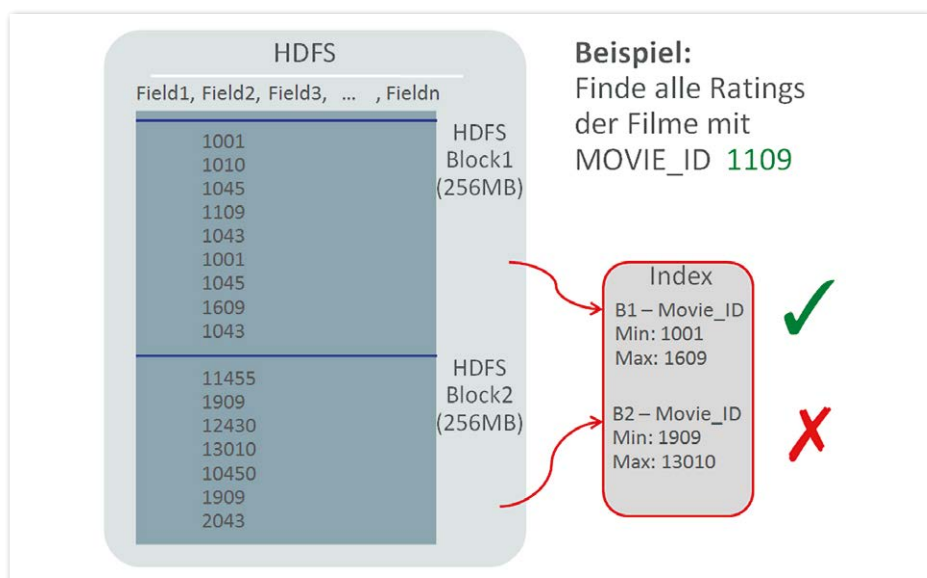 HDFS
Field1, Field2, Field3, ... , Fieldn
1001
1010
1045
1109
1043
1001
1045
1609
1043
HDFS
Block1
(256MB)
11455
1909
12430
13010
10450
1909
2043
HDFS
Block2
(256MB)
Beispiel:
Finde alle Ratings
der Filme mit
MOVIE_ID 1109
Index
B1 – Movie_ID
Min: 1001
Max: 1609
B2 – Movie_ID
Min: 1909
Max: 13010